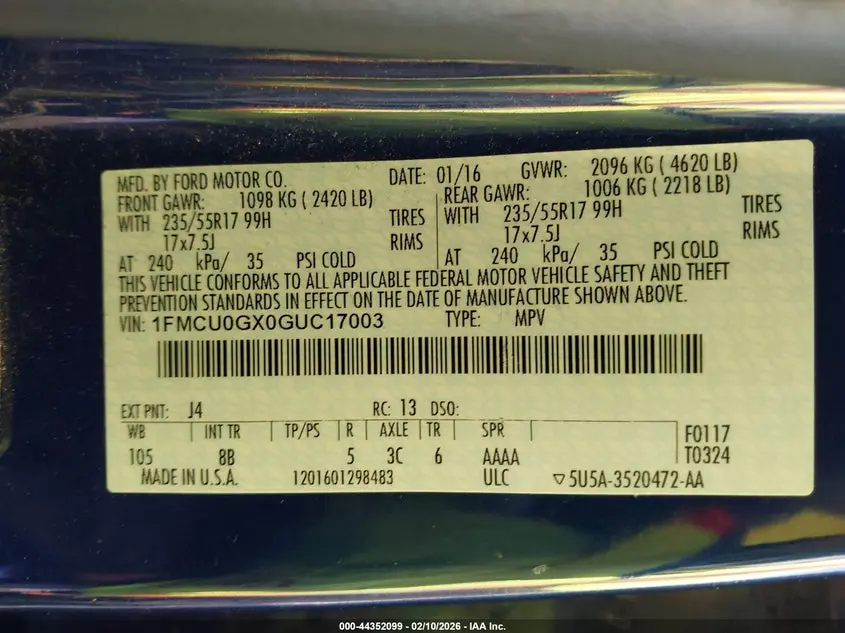 MFD. BY FORD MOTOR CO. DATE: 01/16 GVWR: 2096 KG ( 4620 LB)
FRONT GAWR: 1098 KG ( 2420 LB) REAR GAWR: 1006 KG ( 2218 LB)
WITH 235/55R17 99H TIRES WITH 235/55R17 99H TIRES
17x7.5J RIMS 17x7.5J RIMS
AT 240 kPa/ 35 PSI COLD AT 240 kPa/ 35 PSI COLD
THIS VEHICLE CONFORMS TO ALL APPLICABLE FEDERAL MOTOR VEHICLE SAFETY AND THEFT
PREVENTION STANDARDS IN EFFECT ON THE DATE OF MANUFACTURE SHOWN ABOVE.
VIN: 1FMCU0GX0GUC17003 TYPE: MPV
EXT PNT: J4 RC: 13 DSO:
WB INT TR TP/PS R AXLE TR SPR F0117
105 8B 5 3C 6 AAAA T0324
MADE IN U.S.A. 1201601298483 ULC ▽5U5A-3520472-AA
000-44352099 — 02/10/2026 — IAA Inc.